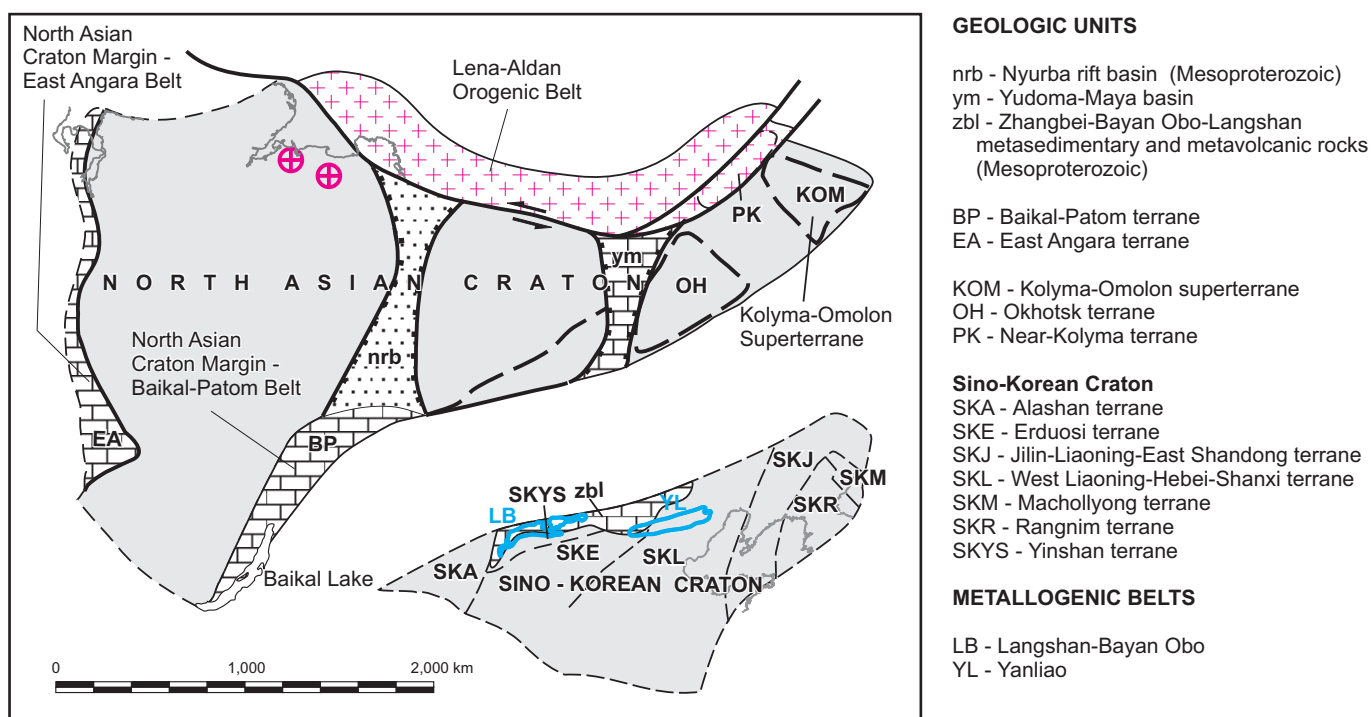 North Asian
Craton Margin -
East Angara Belt
Lena-Aldan
Orogenic Belt
KOM
PK
ym
NORTH ASIAN CRATON
OH
Kolyma-Omolon
Superterrane
North Asian
Craton Margin -
Baikal-Patom Belt
nrb
EA
BP
SKJ
SKM
SKYS
zbl
YL
LB
SKR
SKE
SKL
SKA
Baikal Lake
SINO - KOREAN CRATON
0
1,000
2,000 km
GEOLOGIC UNITS
nrb - Nyurba rift basin (Mesoproterozoic)
ym - Yudoma-Maya basin
zbl - Zhangbei-Bayan Obo-Langshan
metasedimentary and metavolcanic rocks
(Mesoproterozoic)
BP - Baikal-Patom terrane
EA - East Angara terrane
KOM - Kolyma-Omolon superterrane
OH - Okhotsk terrane
PK - Near-Kolyma terrane
Sino-Korean Craton
SKA - Alashan terrane
SKE - Erduosi terrane
SKJ - Jilin-Liaoning-East Shandong terrane
SKL - West Liaoning-Hebei-Shanxi terrane
SKM - Machollyong terrane
SKR - Rangnim terrane
SKYS - Yinshan terrane
METALLOGENIC BELTS
LB - Langshan-Bayan Obo
YL - Yanliao